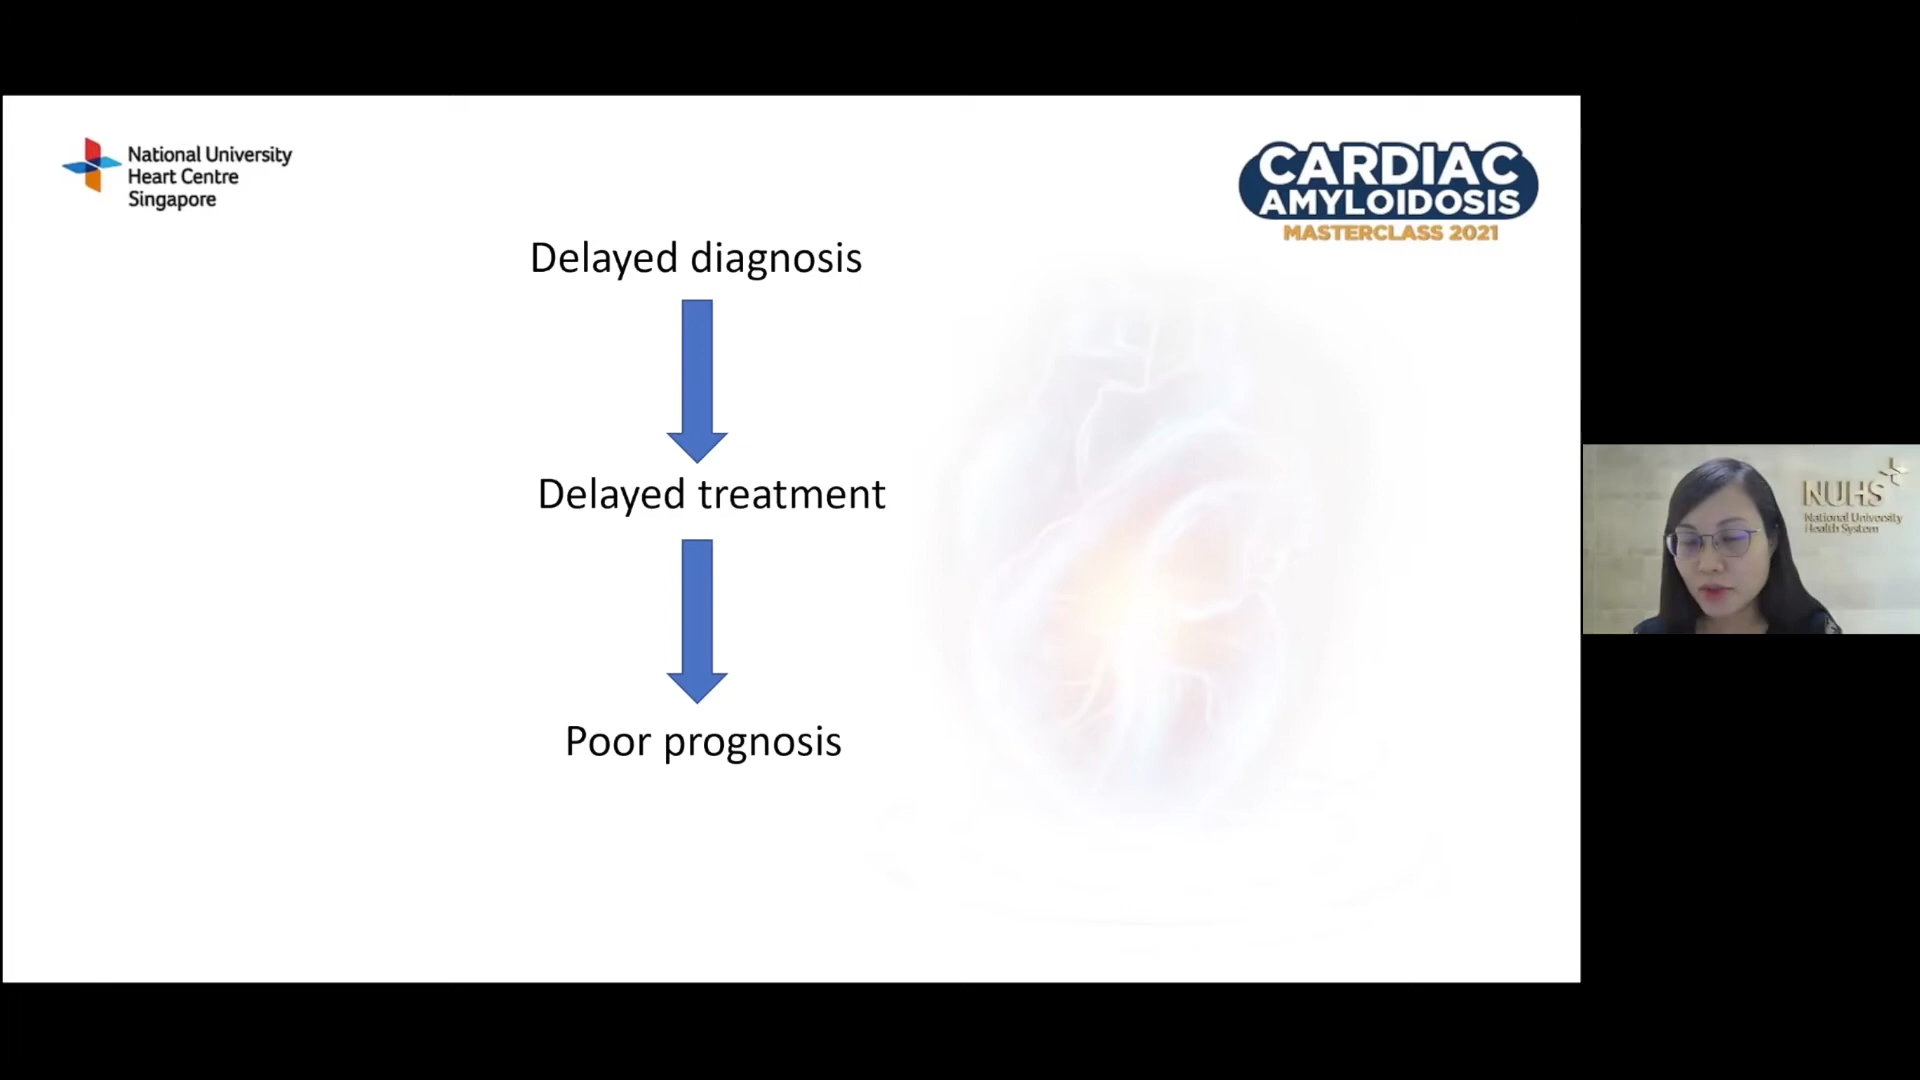 National University
Heart Centre
Singapore
CARDIAC
AMYLOIDOSIS
MASTERCLASS 2021
Delayed diagnosis
Delayed treatment
Poor prognosis
NUHS
National University
Health System